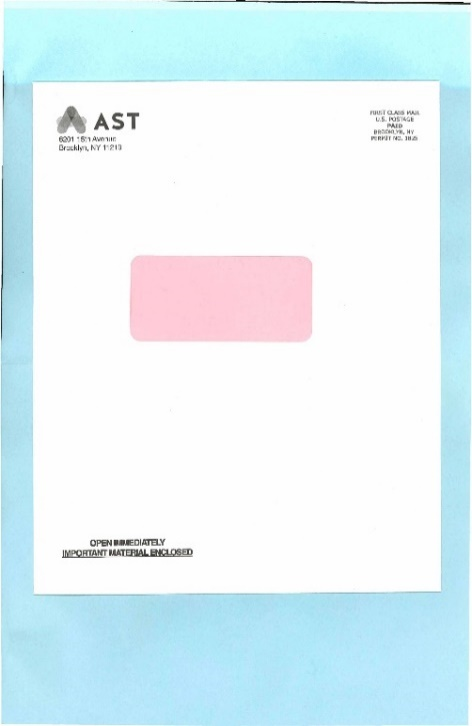 AST
6201 15th Avenue
Brooklyn, NY 11219
FIRST CLASS MAIL
U.S. POSTAGE
PAID
BROOKLYN, NY
PERMIT NO. 1825
OPEN IMMEDIATELY
IMPORTANT MATERIAL ENCLOSED